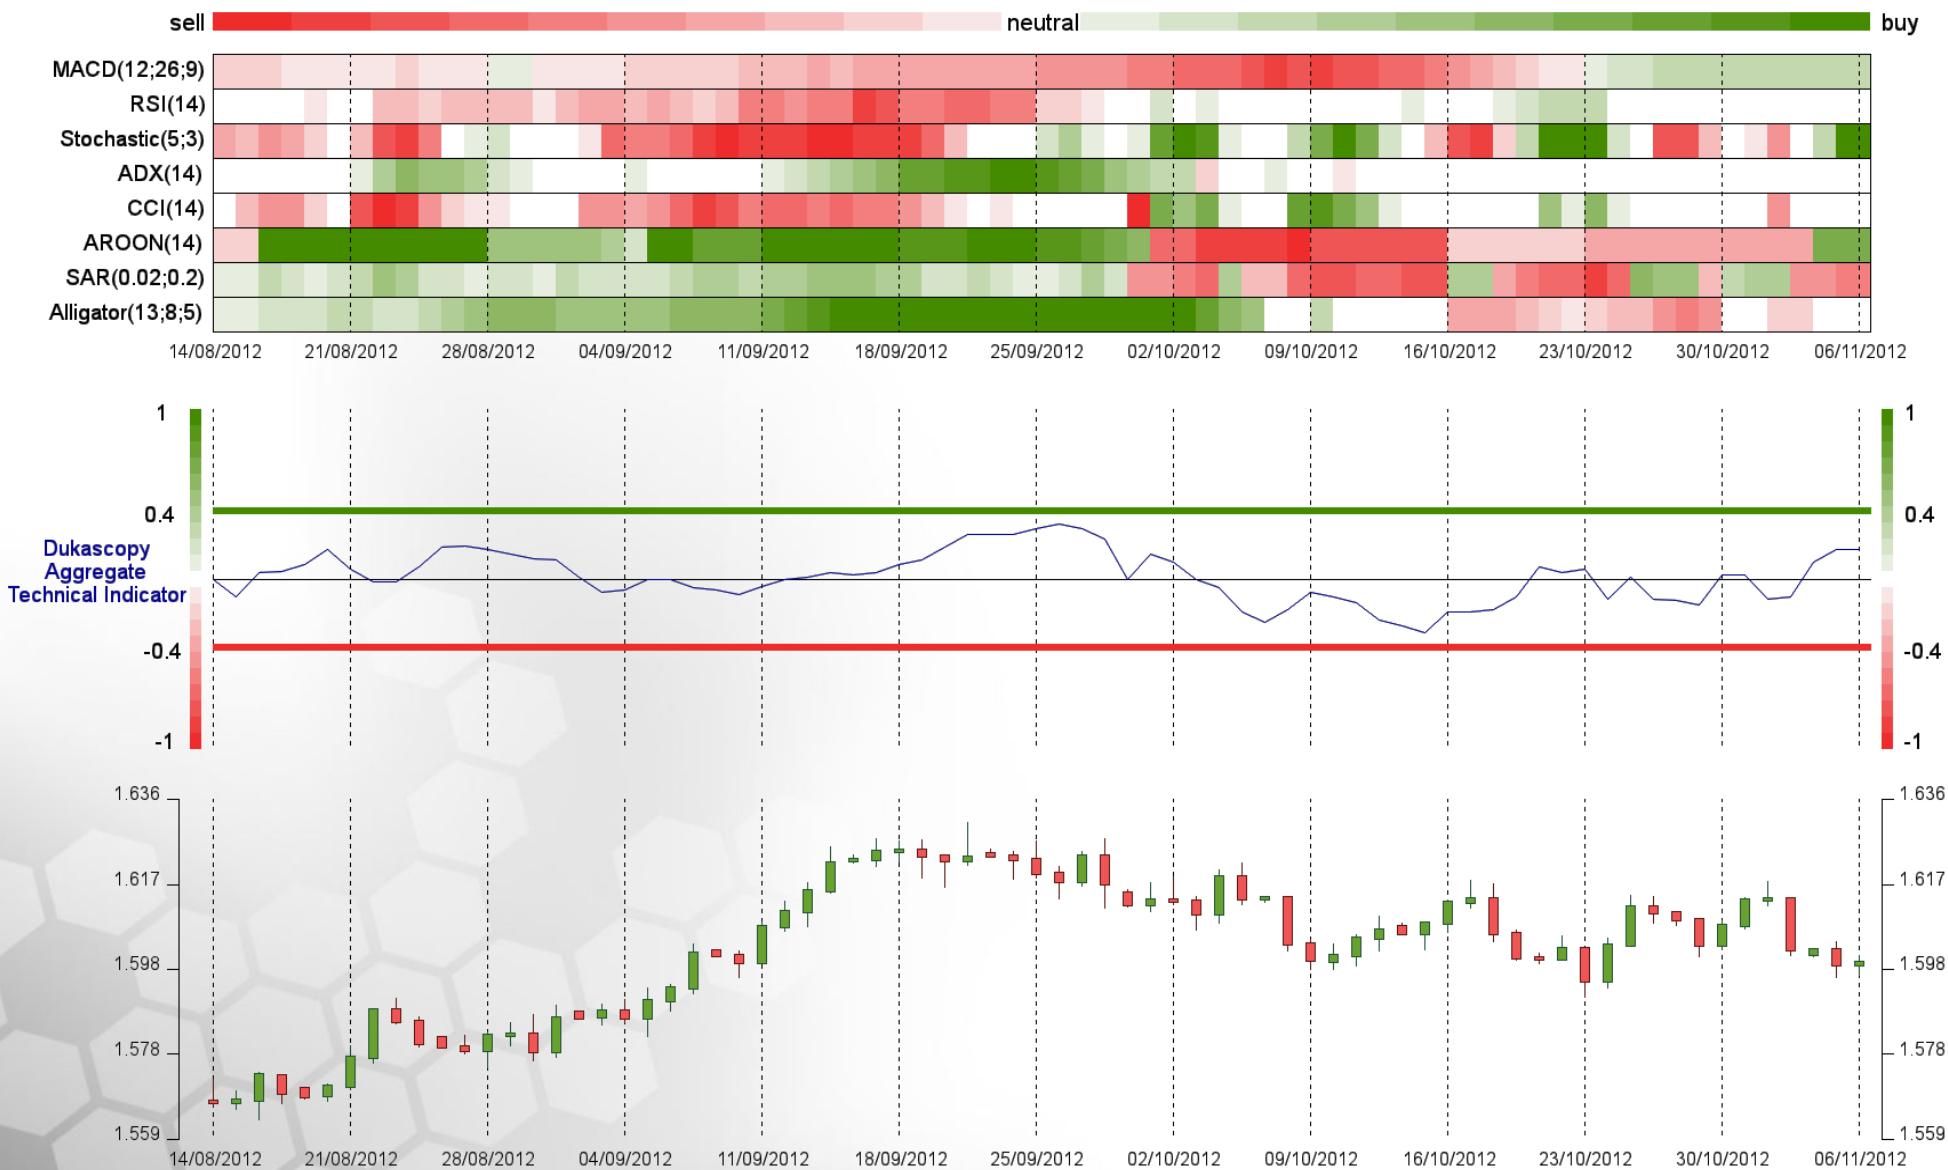 sell neutral buy
MACD(12;26;9)
RSI(14)
Stochastic(5;3)
ADX(14)
CCI(14)
AROON(14)
SAR(0.02;0.2)
Alligator(13;8;5)
14/08/2012 21/08/2012 28/08/2012 04/09/2012 11/09/2012 18/09/2012 25/09/2012 02/10/2012 09/10/2012 16/10/2012 23/10/2012 30/10/2012 06/11/2012
1 1
0.4 0.4
Dukascopy
Aggregate
Technical Indicator
-0.4 -0.4
-1 -1
1.636 1.636
1.617 1.617
1.598 1.598
1.578 1.578
1.559 1.559
14/08/2012 21/08/2012 28/08/2012 04/09/2012 11/09/2012 18/09/2012 25/09/2012 02/10/2012 09/10/2012 16/10/2012 23/10/2012 30/10/2012 06/11/2012